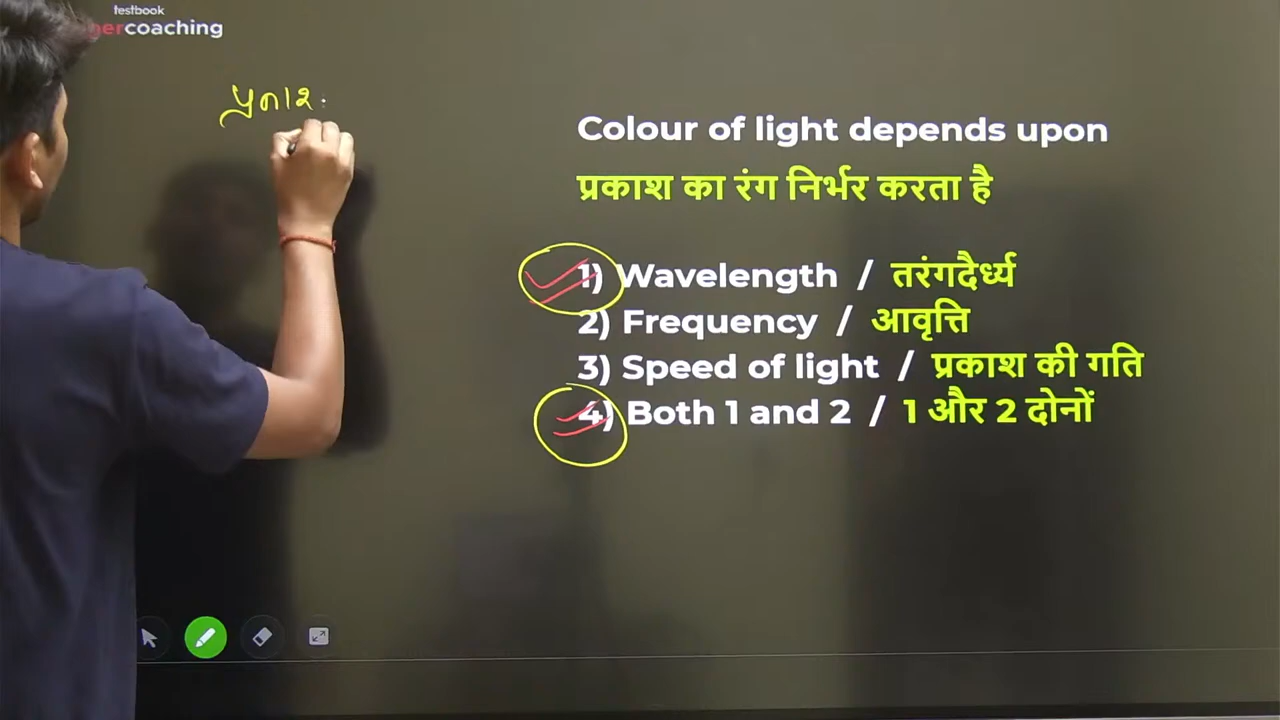 testbook
coaching
Colour of light depends upon
प्रकाश का रंग निर्भर करता है
1) Wavelength / तरंगदैर्ध्य
2) Frequency / आवृत्ति
3) Speed of light / प्रकाश की गति
4) Both 1 and 2 / 1 और 2 दोनों